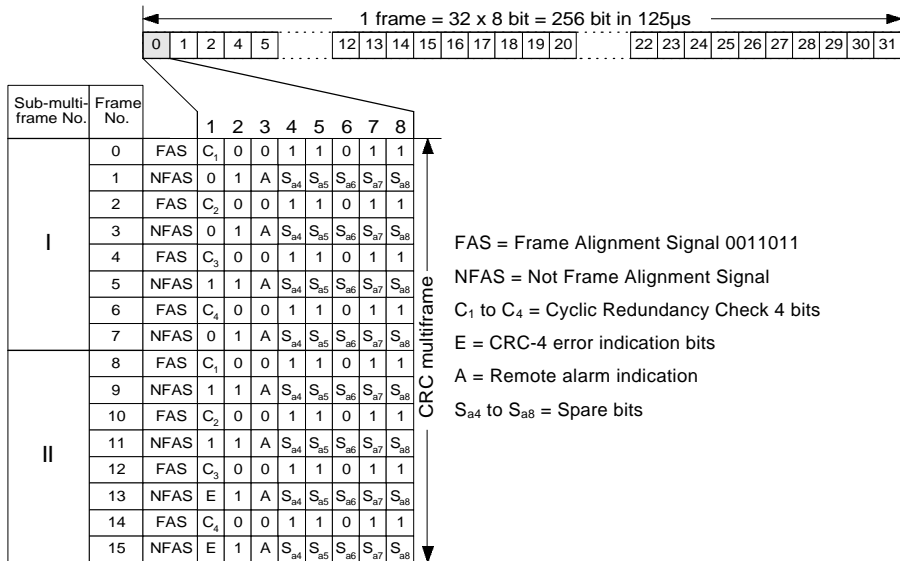 1 frame = 32 x 8 bit = 256 bit in 125µs
0 1 2 4 5 12 13 14 15 16 17 18 19 20 22 23 24 25 26 27 28 29 30 31
Sub-multi- Frame
frame No. No.
1 2 3 4 5 6 7 8
0 FAS C1 0 0 1 1 0 1 1
1 NFAS 0 1 A Sa4 Sa5 Sa6 Sa7 Sa8
2 FAS C2 0 0 1 1 0 1 1
3 NFAS 0 1 A Sa4 Sa5 Sa6 Sa7 Sa8
I
4 FAS C3 0 0 1 1 0 1 1
5 NFAS 1 1 A Sa4 Sa5 Sa6 Sa7 Sa8
6 FAS C4 0 0 1 1 0 1 1
7 NFAS 0 1 A Sa4 Sa5 Sa6 Sa7 Sa8
8 FAS C1 0 0 1 1 0 1 1
9 NFAS 1 1 A Sa4 Sa5 Sa6 Sa7 Sa8
10 FAS C2 0 0 1 1 0 1 1
11 NFAS 1 1 A Sa4 Sa5 Sa6 Sa7 Sa8
II
12 FAS C3 0 0 1 1 0 1 1
13 NFAS E 1 A Sa4 Sa5 Sa6 Sa7 Sa8
14 FAS C4 0 0 1 1 0 1 1
15 NFAS E 1 A Sa4 Sa5 Sa6 Sa7 Sa8
CRC multiframe
FAS = Frame Alignment Signal 0011011
NFAS = Not Frame Alignment Signal
C1 to C4 = Cyclic Redundancy Check 4 bits
E = CRC-4 error indication bits
A = Remote alarm indication
Sa4 to Sa8 = Spare bits